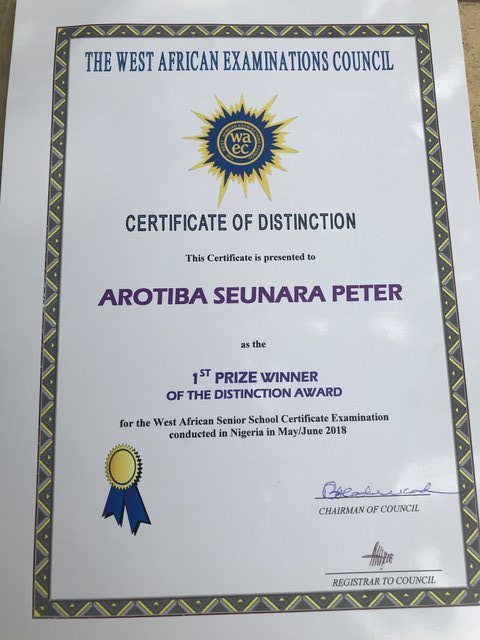 THE WEST AFRICAN EXAMINATIONS COUNCIL
wa
ec
CERTIFICATE OF DISTINCTION
This Certificate is presented to
AROTIBA SEUNARA PETER
as the
1ST PRIZE WINNER
OF THE DISTINCTION AWARD
for the West African Senior School Certificate Examination
conducted in Nigeria in May/June 2018
CHAIRMAN OF COUNCIL
REGISTRAR TO COUNCIL